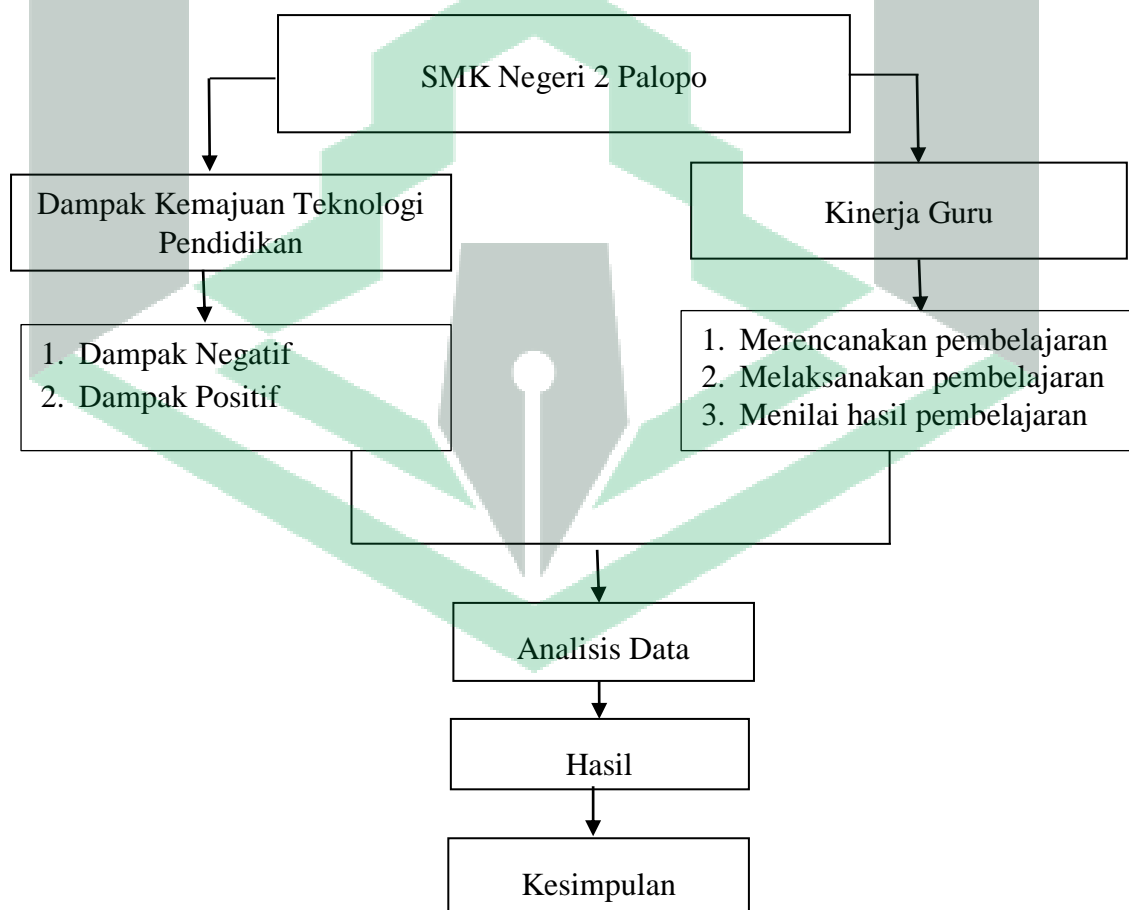 SMK Negeri 2 Palopo
Dampak Kemajuan Teknologi
Pendidikan
Kinerja Guru
1. Dampak Negatif
2. Dampak Positif
1. Merencanakan pembelajaran
2. Melaksanakan pembelajaran
3. Menilai hasil pembelajaran
Analisis Data
Hasil
Kesimpulan